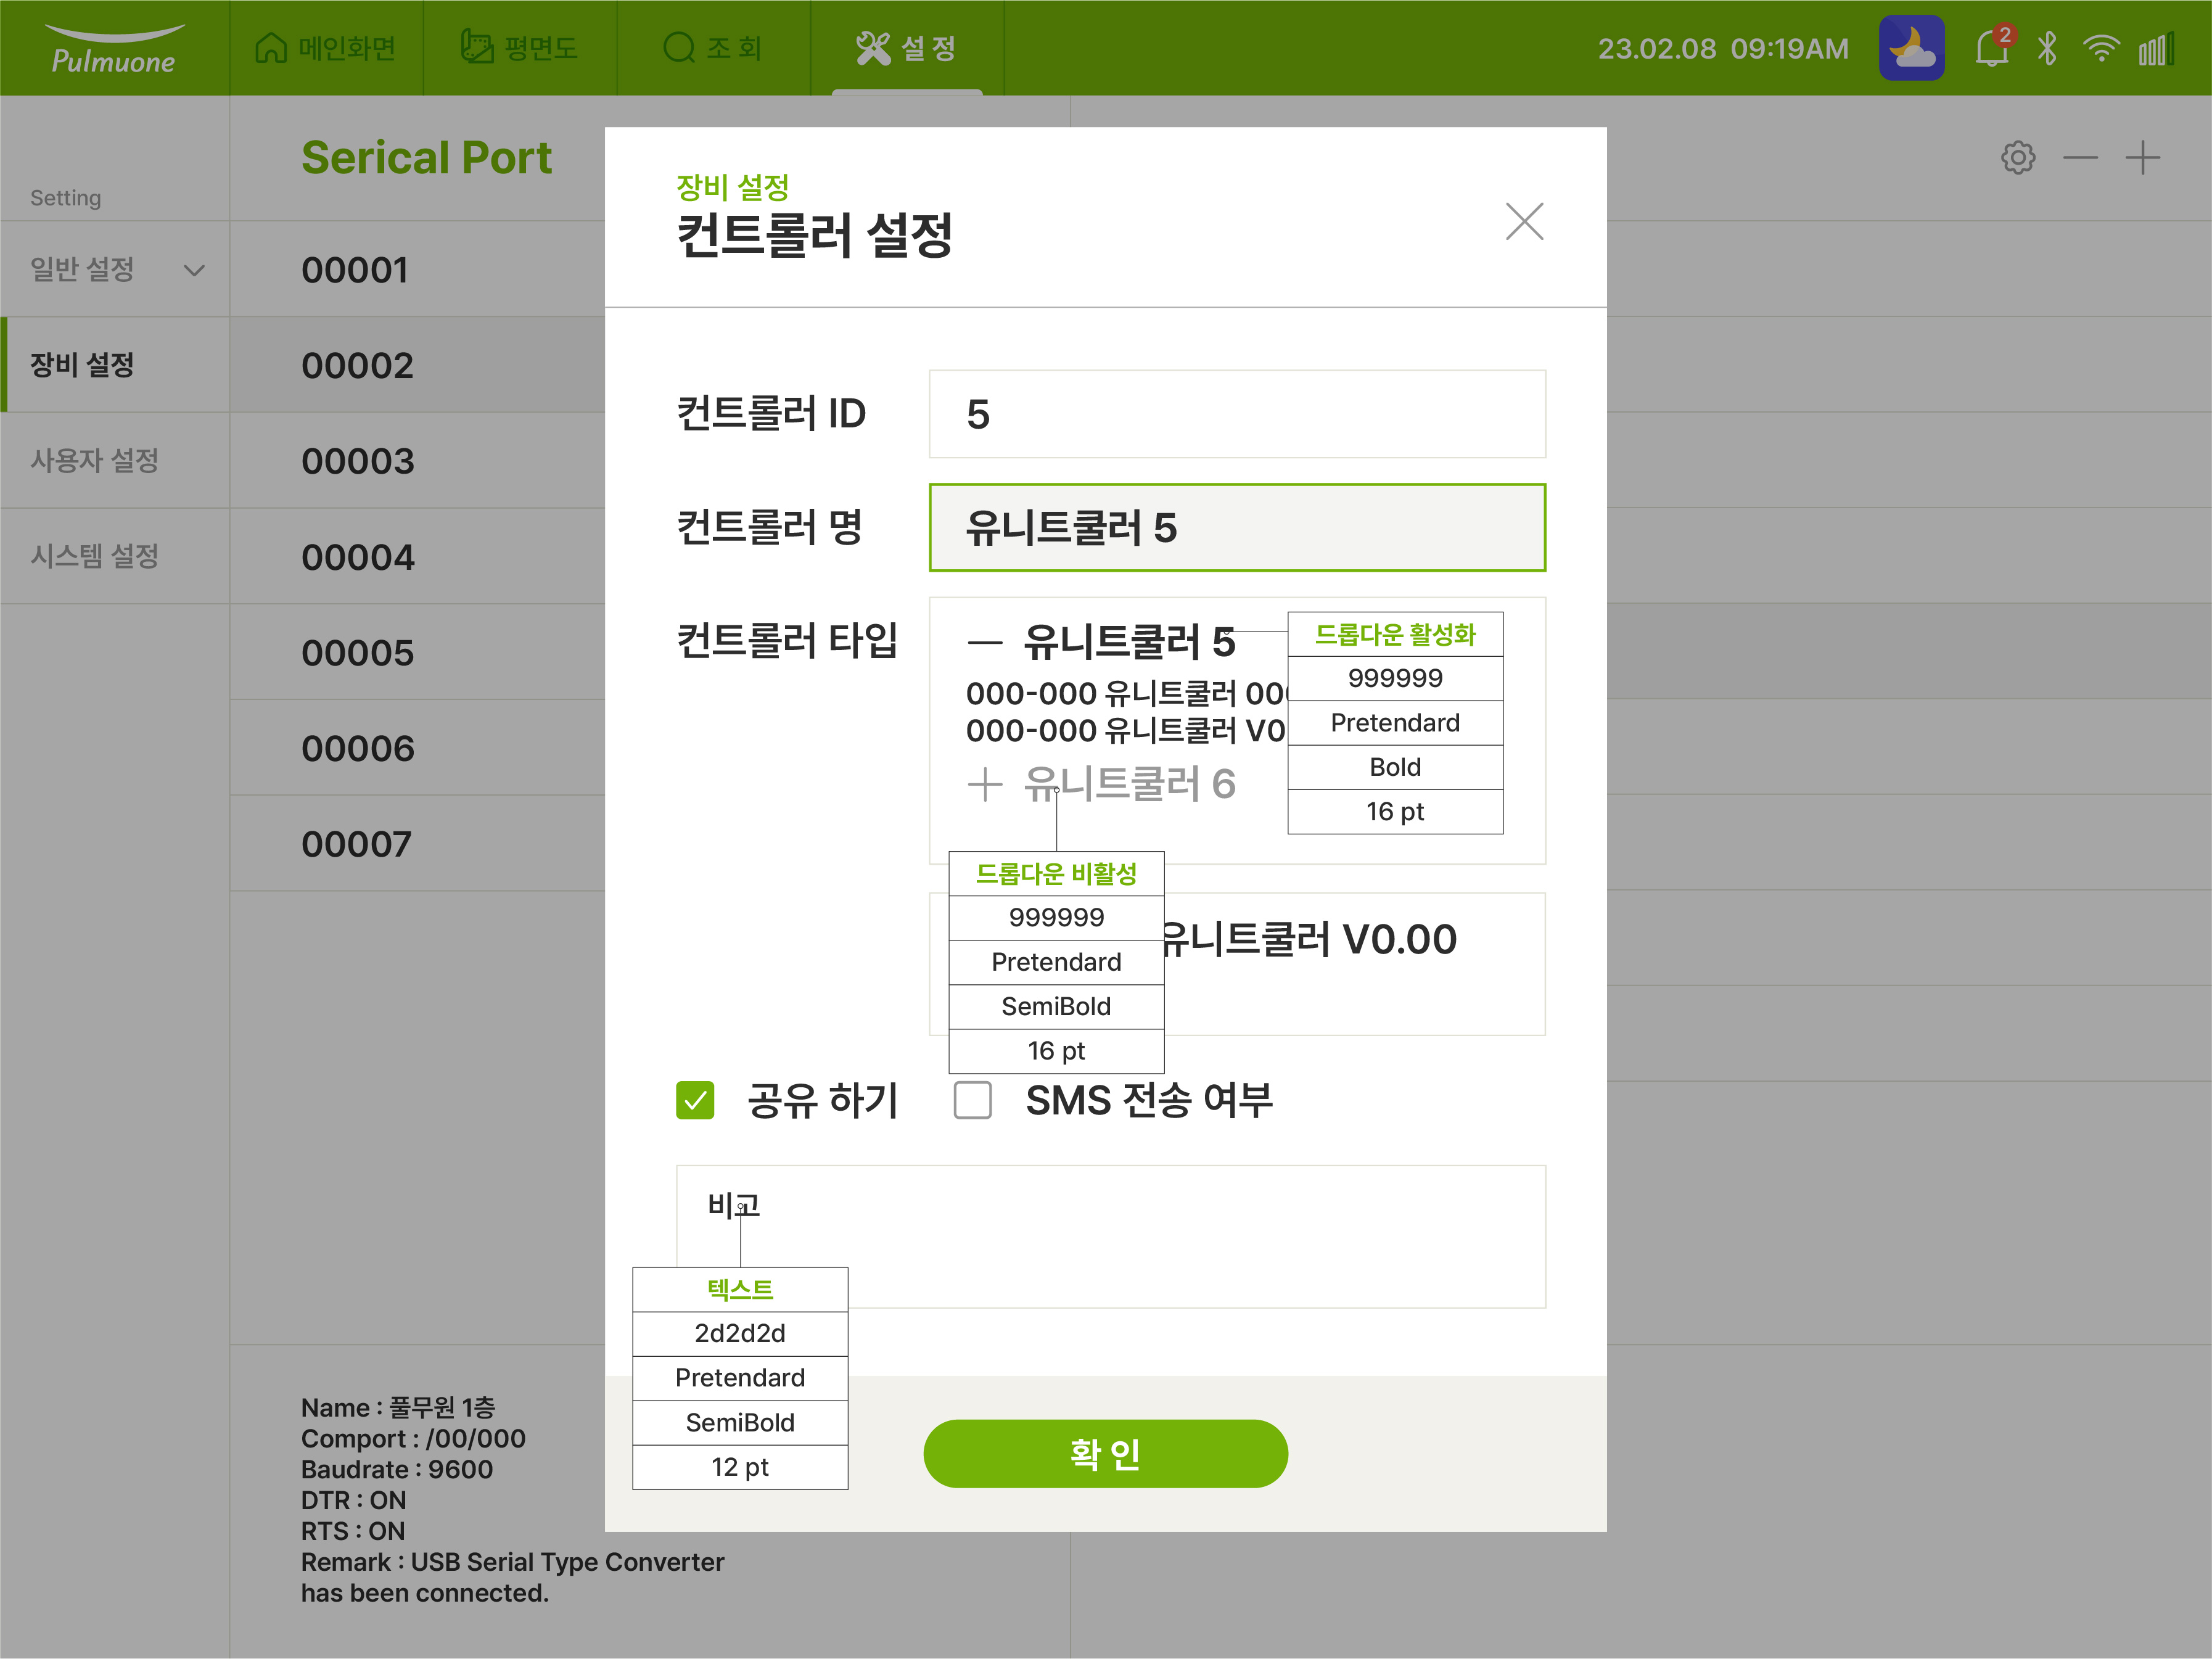 Pulmuone
메인화면
평면도
조 회
설 정
23.02.08 09:19AM
2
Setting
일반 설정
장비 설정
사용자 설정
시스템 설정
Serical Port
00001
00002
00003
00004
00005
00006
00007
Name : 풀무원 1층
Comport : /00/000
Baudrate : 9600
DTR : ON
RTS : ON
Remark : USB Serial Type Converter
has been connected.
장비 설정
컨트롤러 설정
컨트롤러 ID
5
컨트롤러 명
유니트쿨러 5
컨트롤러 타입
유니트쿨러 5
000-000 유니트쿨러 00
000-000 유니트쿨러 V0
유니트쿨러 6
드롭다운 활성화
999999
Pretendard
Bold
16 pt
드롭다운 비활성
999999
Pretendard
SemiBold
16 pt
유니트쿨러 V0.00
공유 하기
SMS 전송 여부
비고
텍스트
2d2d2d
Pretendard
SemiBold
12 pt
확 인